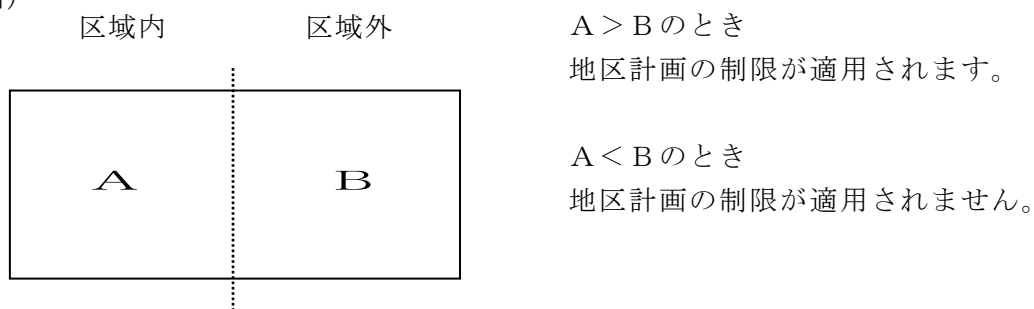 区域内
区域外
A＞Bのとき
地区計画の制限が適用されます。
A＜Bのとき
地区計画の制限が適用されません。
A
B